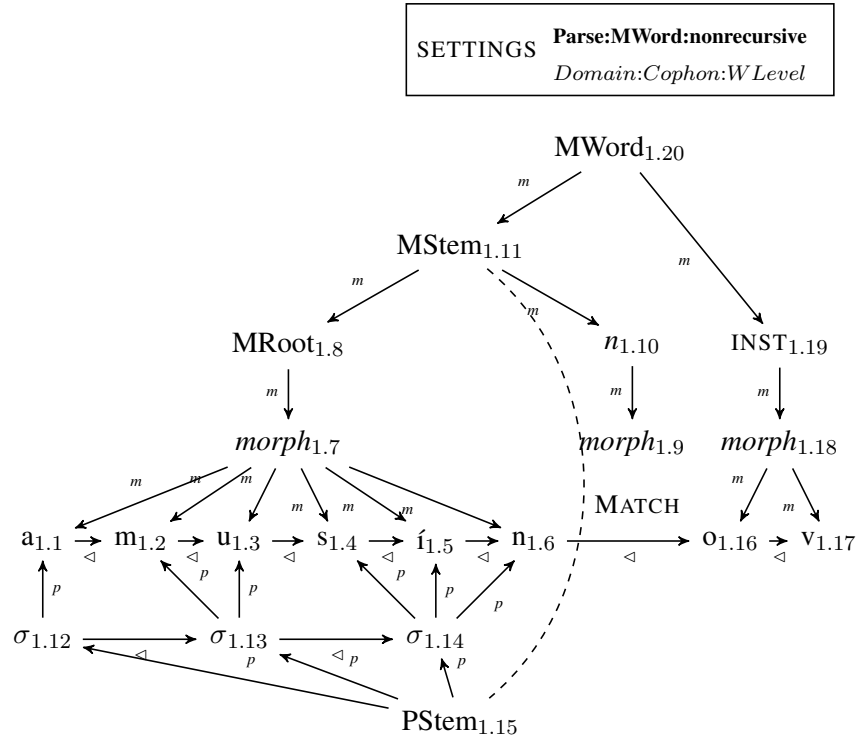 SETTINGS Parse:MWord:nonrecursive
Domain:Cophon:WLevel
MWord1.20
m
MStem1.11
m
m
m
MRoot1.8 n1.10 INST1.19
m m m
morph1.7 morph1.9 morph1.18
m m m m m m m m
MATCH
a1.1 m1.2 u1.3 s1.4 í1.5 n1.6 o1.16 v1.17
◁ ◁ ◁ ◁ ◁ ◁ ◁
p p p p p
σ1.12 σ1.13 σ1.14
◁ ◁
p p p
PStem1.15